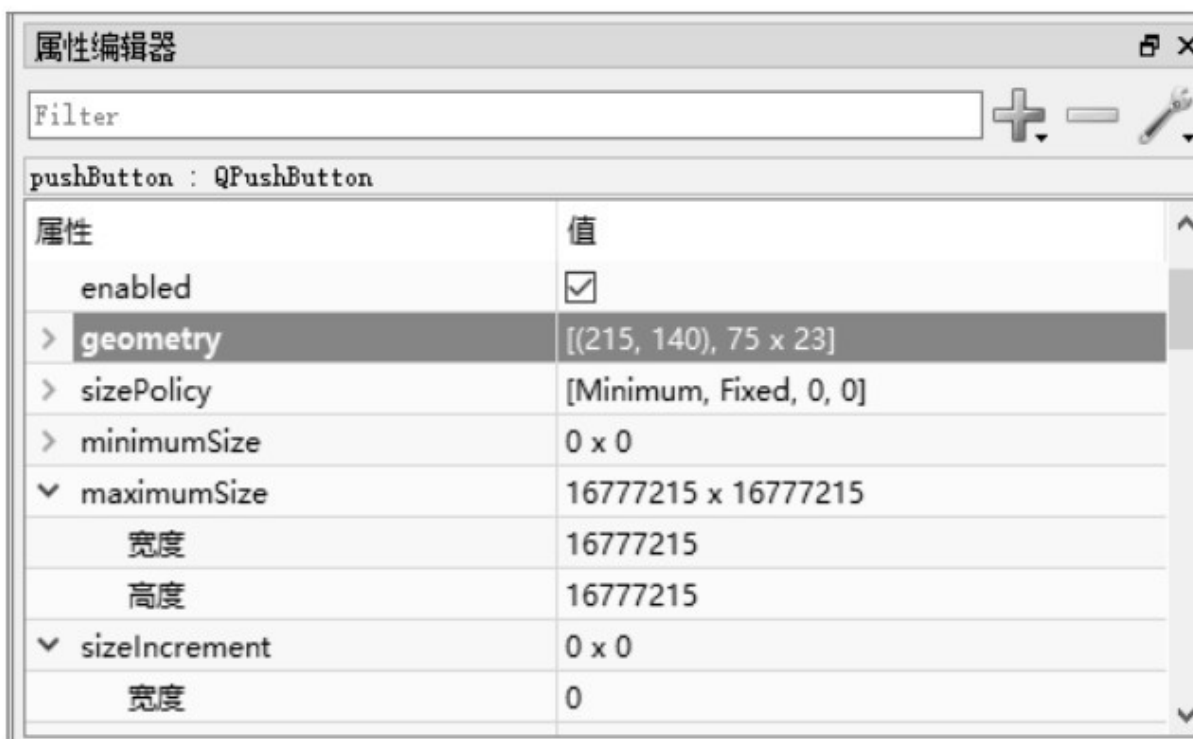 属性编辑器
Filter
pushButton : QPushButton
属性 值
enabled
geometry [(215, 140), 75 x 23]
sizePolicy [Minimum, Fixed, 0, 0]
minimumSize 0 x 0
maximumSize 16777215 x 16777215
宽度 16777215
高度 16777215
sizeIncrement 0 x 0
宽度 0